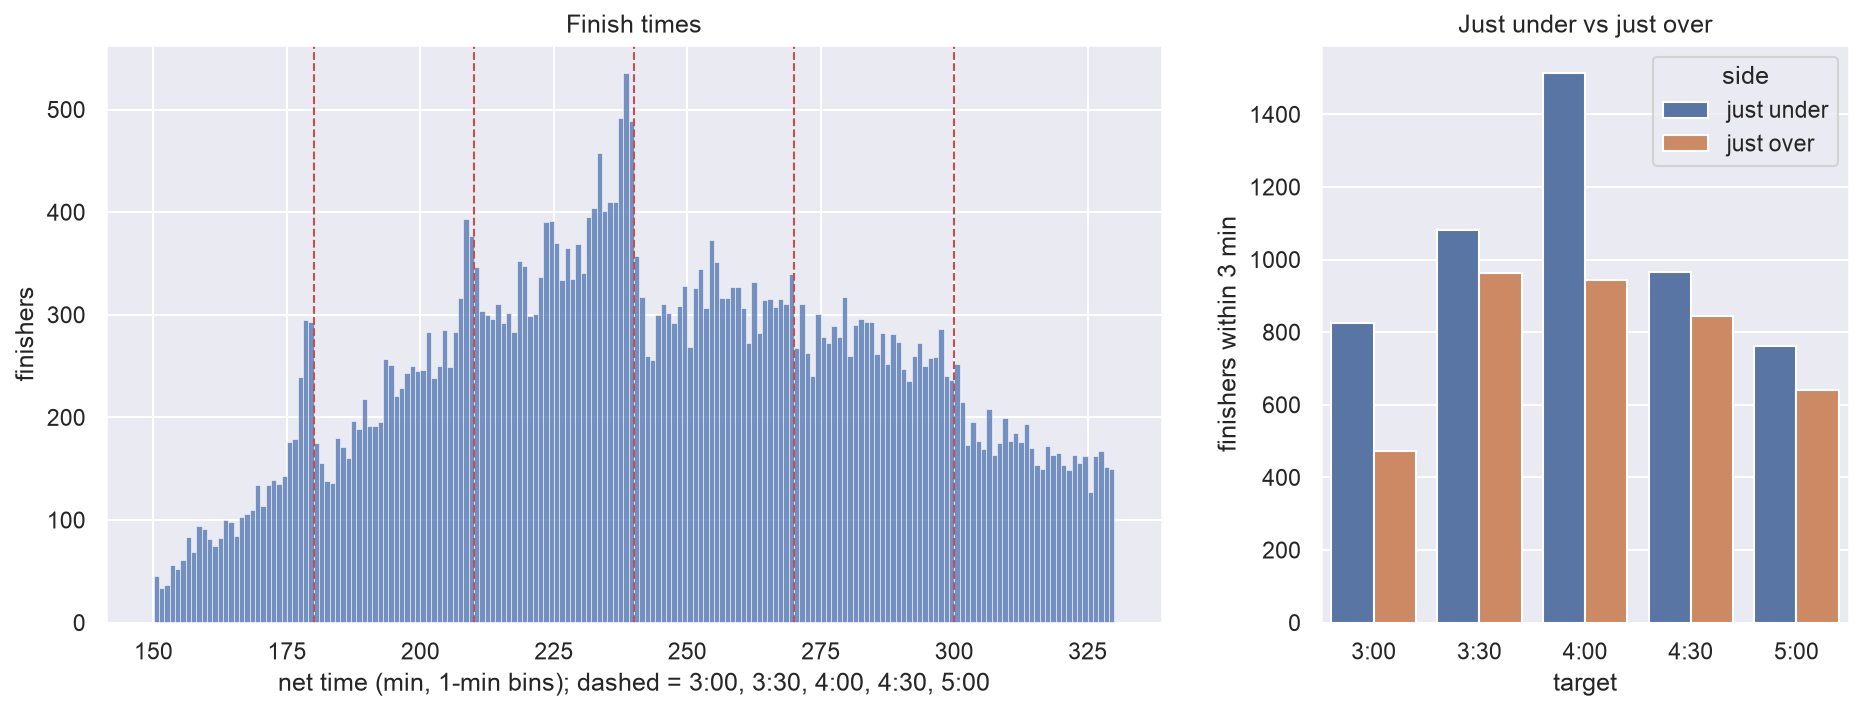 Finish times
finishers
500
400
300
200
100
0
150 175 200 225 250 275 300 325
net time (min, 1-min bins); dashed = 3:00, 3:30, 4:00, 4:30, 5:00
Just under vs just over
finishers within 3 min
1400
1200
1000
800
600
400
200
0
side
just under
just over
3:00 3:30 4:00 4:30 5:00
target